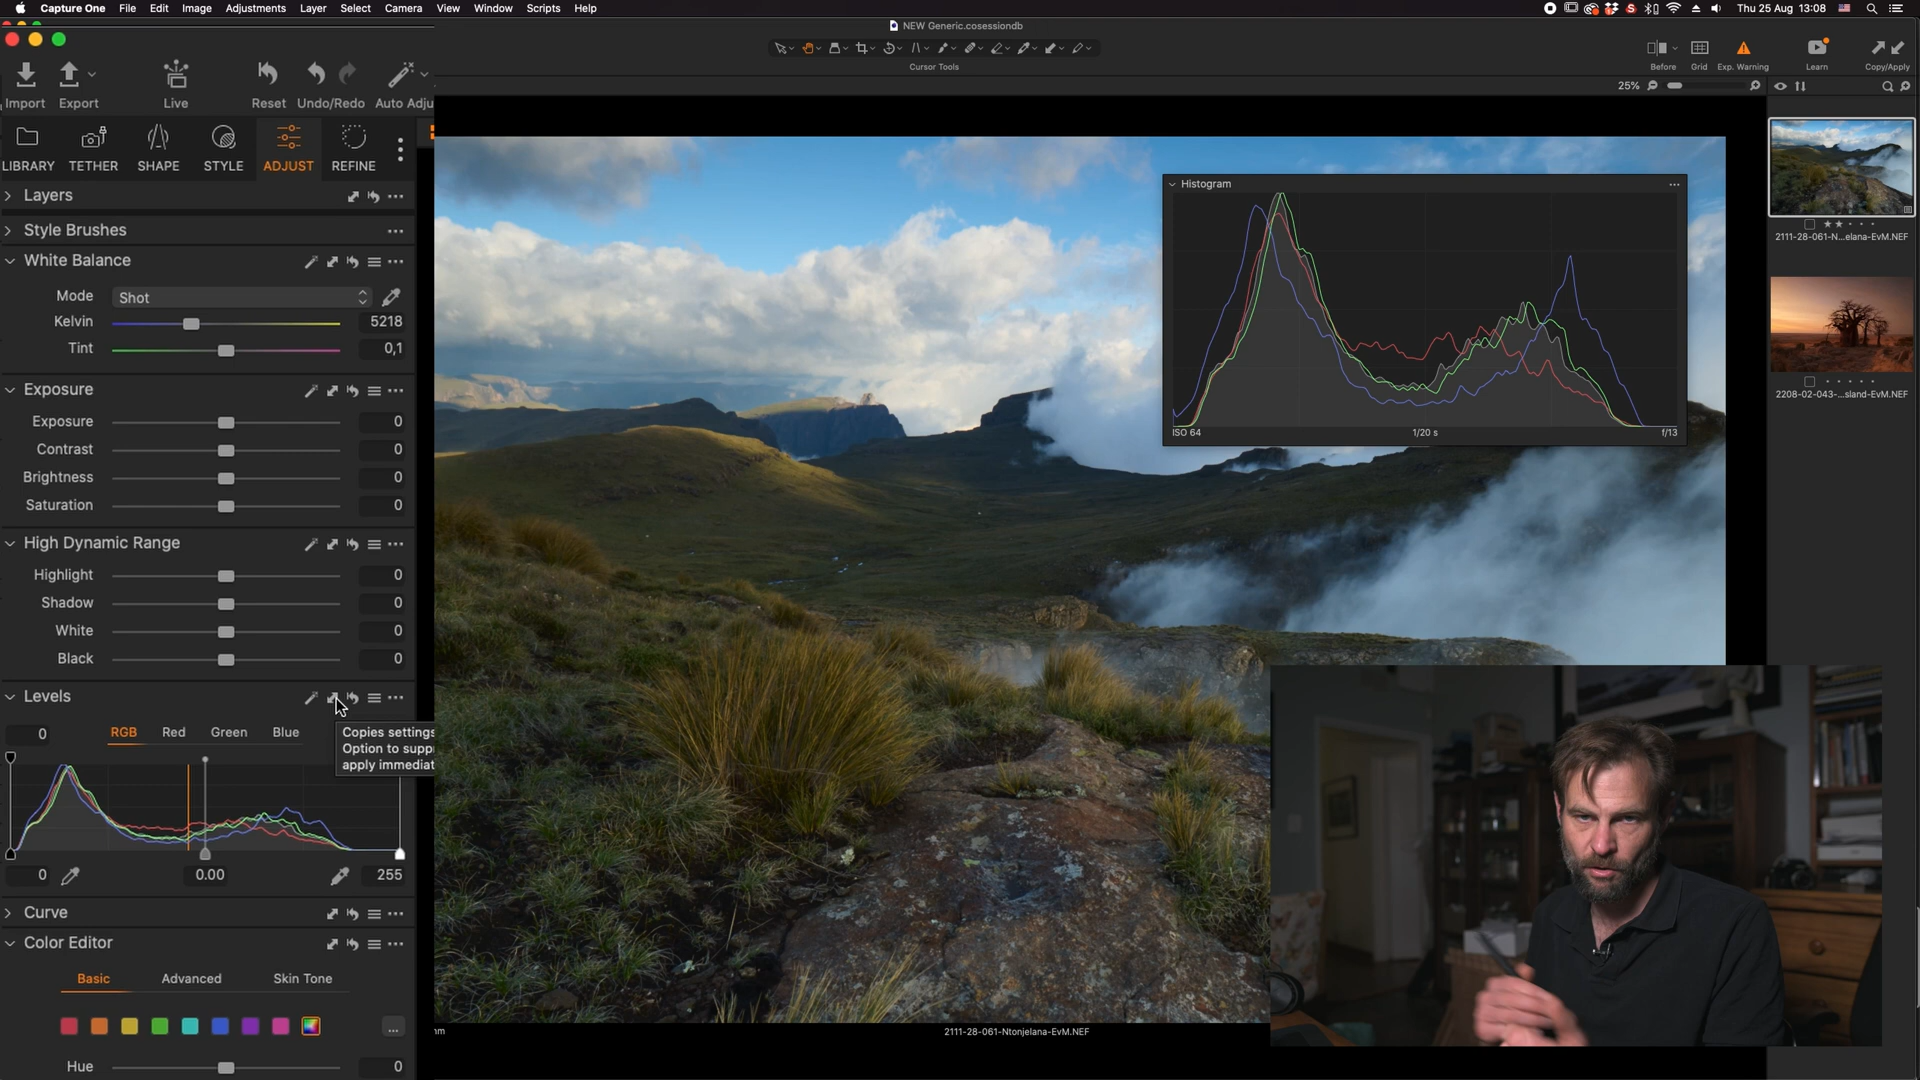 Capture One File Edit Image Adjustments Layer Select Camera View Window Scripts Help
Thu 25 Aug 13:08
NEW Generic.cosessiondb
Import Export Live Reset Undo/Redo Auto Adju
Cursor Tools
Before Grid Exp. Warning Learn Copy/Apply
25%
LIBRARY TETHER SHAPE STYLE ADJUST REFINE
Layers
Style Brushes
White Balance
Mode Shot
Kelvin 5218
Tint 0,1
Exposure
Exposure 0
Contrast 0
Brightness 0
Saturation 0
High Dynamic Range
Highlight 0
Shadow 0
White 0
Black 0
Levels
0 RGB Red Green Blue
Copies settings
Option to supp
apply immediat
0 0.00 255
Curve
Color Editor
Basic Advanced Skin Tone
...
Hue 0
Histogram
ISO 64 1/20 s f/13
2111-28-061-N...elana-EvM.NEF
2208-02-043-...sland-EvM.NEF
mm
2111-28-061-Ntonjelana-EvM.NEF